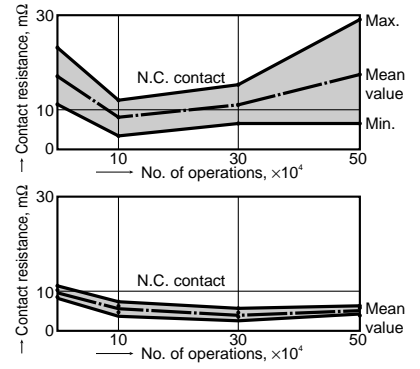 30
Max.
N.C. contact
Mean
value
10
Min.
0
10
30
50
→ No. of operations, ×10⁴
→ Contact resistance, mΩ
30
N.C. contact
10
Mean
value
0
10
30
50
→ No. of operations, ×10⁴
→ Contact resistance, mΩ